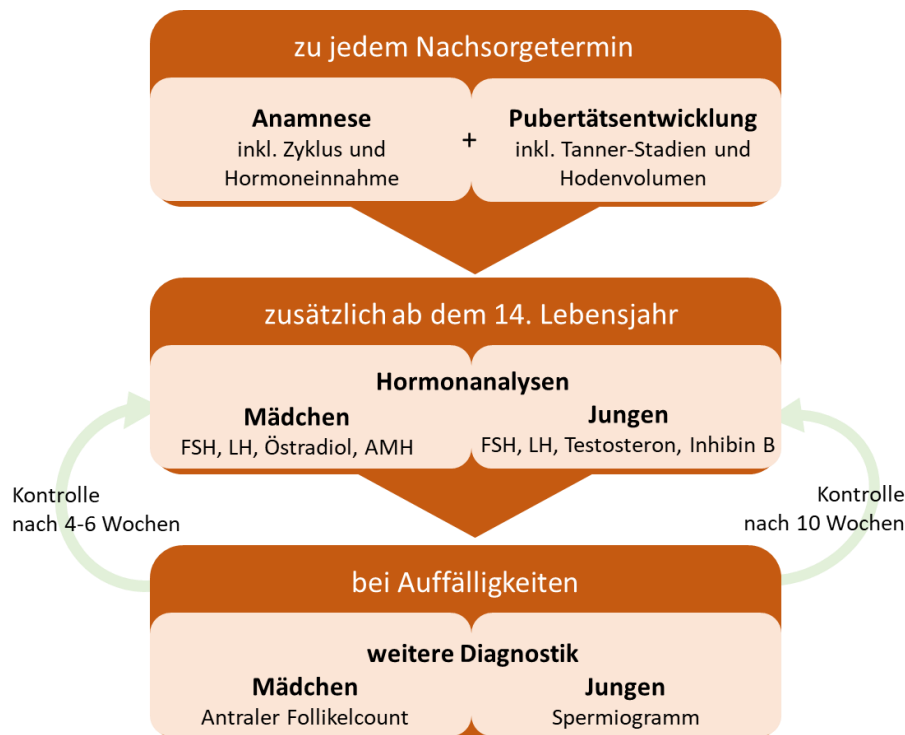 zu jedem Nachsorgetermin
Anamnese
inkl. Zyklus und
Hormoneinnahme
+
Pubertätsentwicklung
inkl. Tanner-Stadien und
Hodenvolumen
zusätzlich ab dem 14. Lebensjahr
Hormonanalysen
Mädchen
FSH, LH, Östradiol, AMH
Jungen
FSH, LH, Testosteron, Inhibin B
Kontrolle
nach 4-6 Wochen
Kontrolle
nach 10 Wochen
bei Auffälligkeiten
weitere Diagnostik
Mädchen
Antraler Follikelcount
Jungen
Spermiogramm